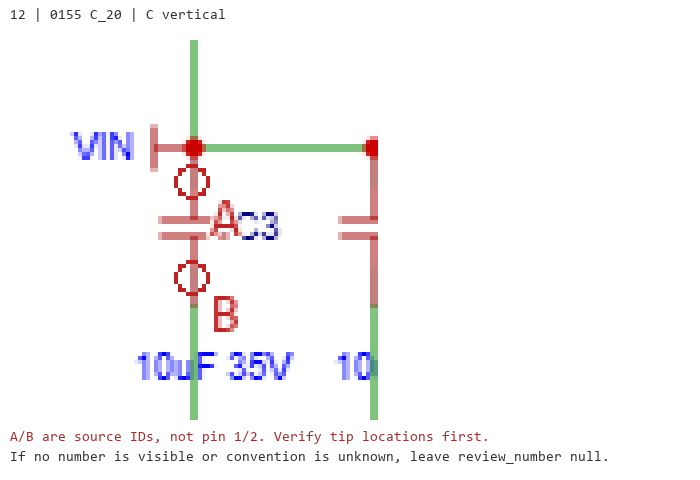 12 | 0155 C_20 | C vertical
VIN
A C3
B
10uF 35V 10
A/B are source IDs, not pin 1/2. Verify tip locations first.
If no number is visible or convention is unknown, leave review_number null.